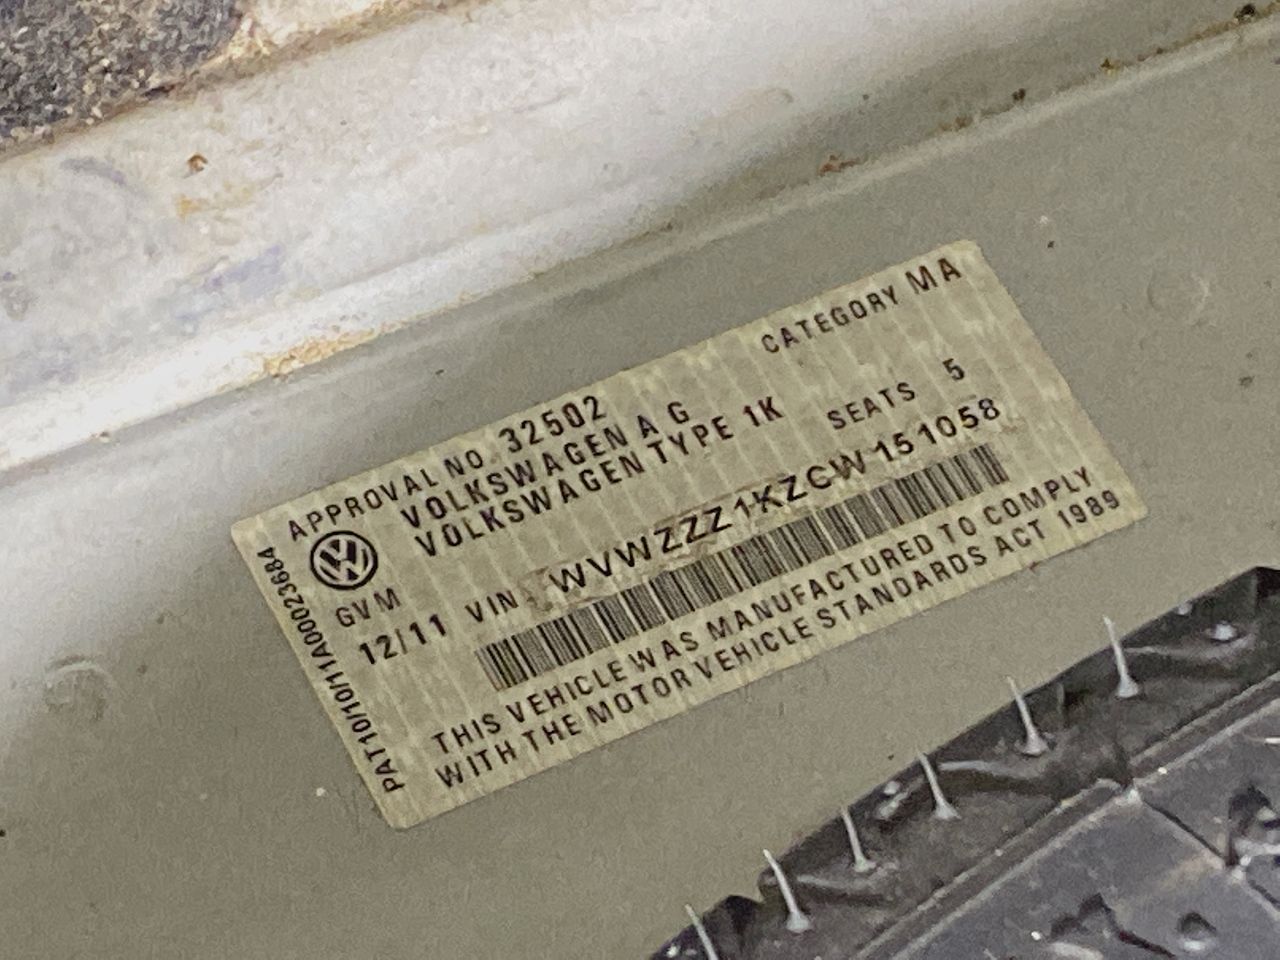 APPROVAL NO. 32502 CATEGORY MA
VOLKSWAGEN A G
VOLKSWAGEN TYPE 1K SEATS 5
GVM
12/11 VIN WVWZZZ1KZCW151058
THIS VEHICLE WAS MANUFACTURED TO COMPLY
WITH THE MOTOR VEHICLE STANDARDS ACT 1989
PAT10/10/11A00023684